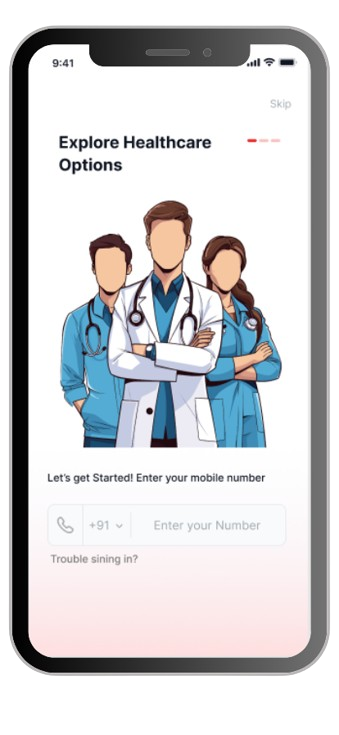 9:41
Skip
Explore Healthcare
Options
Let's get Started! Enter your mobile number
+91
Enter your Number
Trouble sining in?